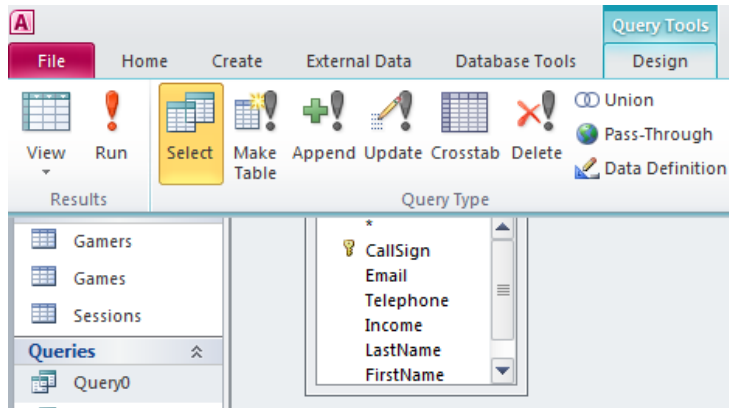 A
Query Tools
File Home Create External Data Database Tools Design
View Run Select Make Table Append Update Crosstab Delete
Union
Pass-Through
Data Definition
Results Query Type
Gamers
Games
Sessions
Queries
Query0
*
CallSign
Email
Telephone
Income
LastName
FirstName